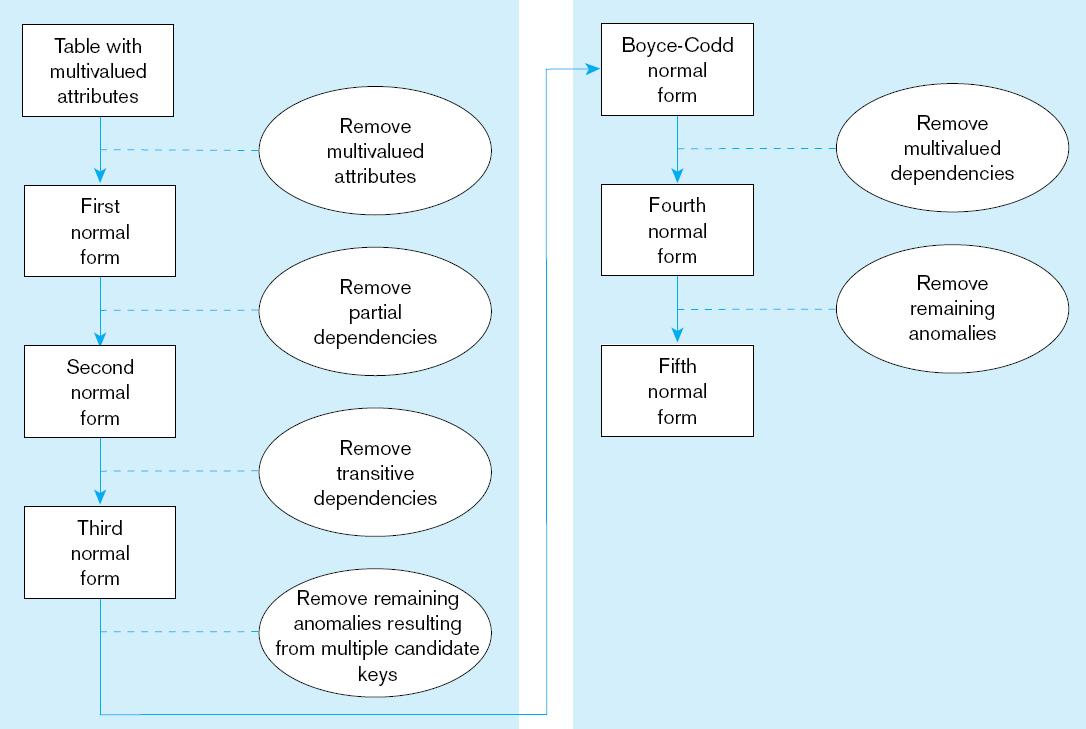 Table with
multivalued
attributes
Remove
multivalued
attributes
First
normal
form
Remove
partial
dependencies
Second
normal
form
Remove
transitive
dependencies
Third
normal
form
Remove remaining
anomalies resulting
from multiple candidate
keys
Boyce-Codd
normal
form
Remove
multivalued
dependencies
Fourth
normal
form
Remove
remaining
anomalies
Fifth
normal
form